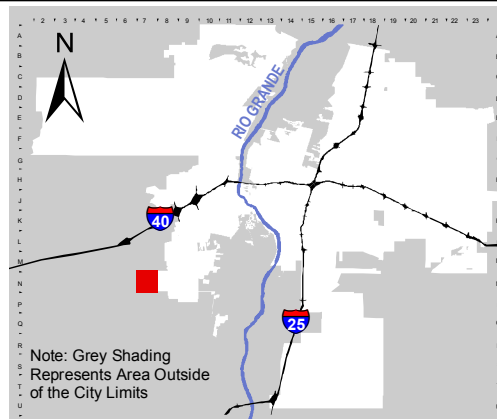 2 3 4 5 6 7 8 9 10 11 12 13 14 15 16 17 18 19 20 21 22 23
A
B
C
D
E
F
G
H
J
K
L
M
N
P
Q
R
S
T
U
N
RIO GRANDE
40
25
Note: Grey Shading
Represents Area Outside
of the City Limits